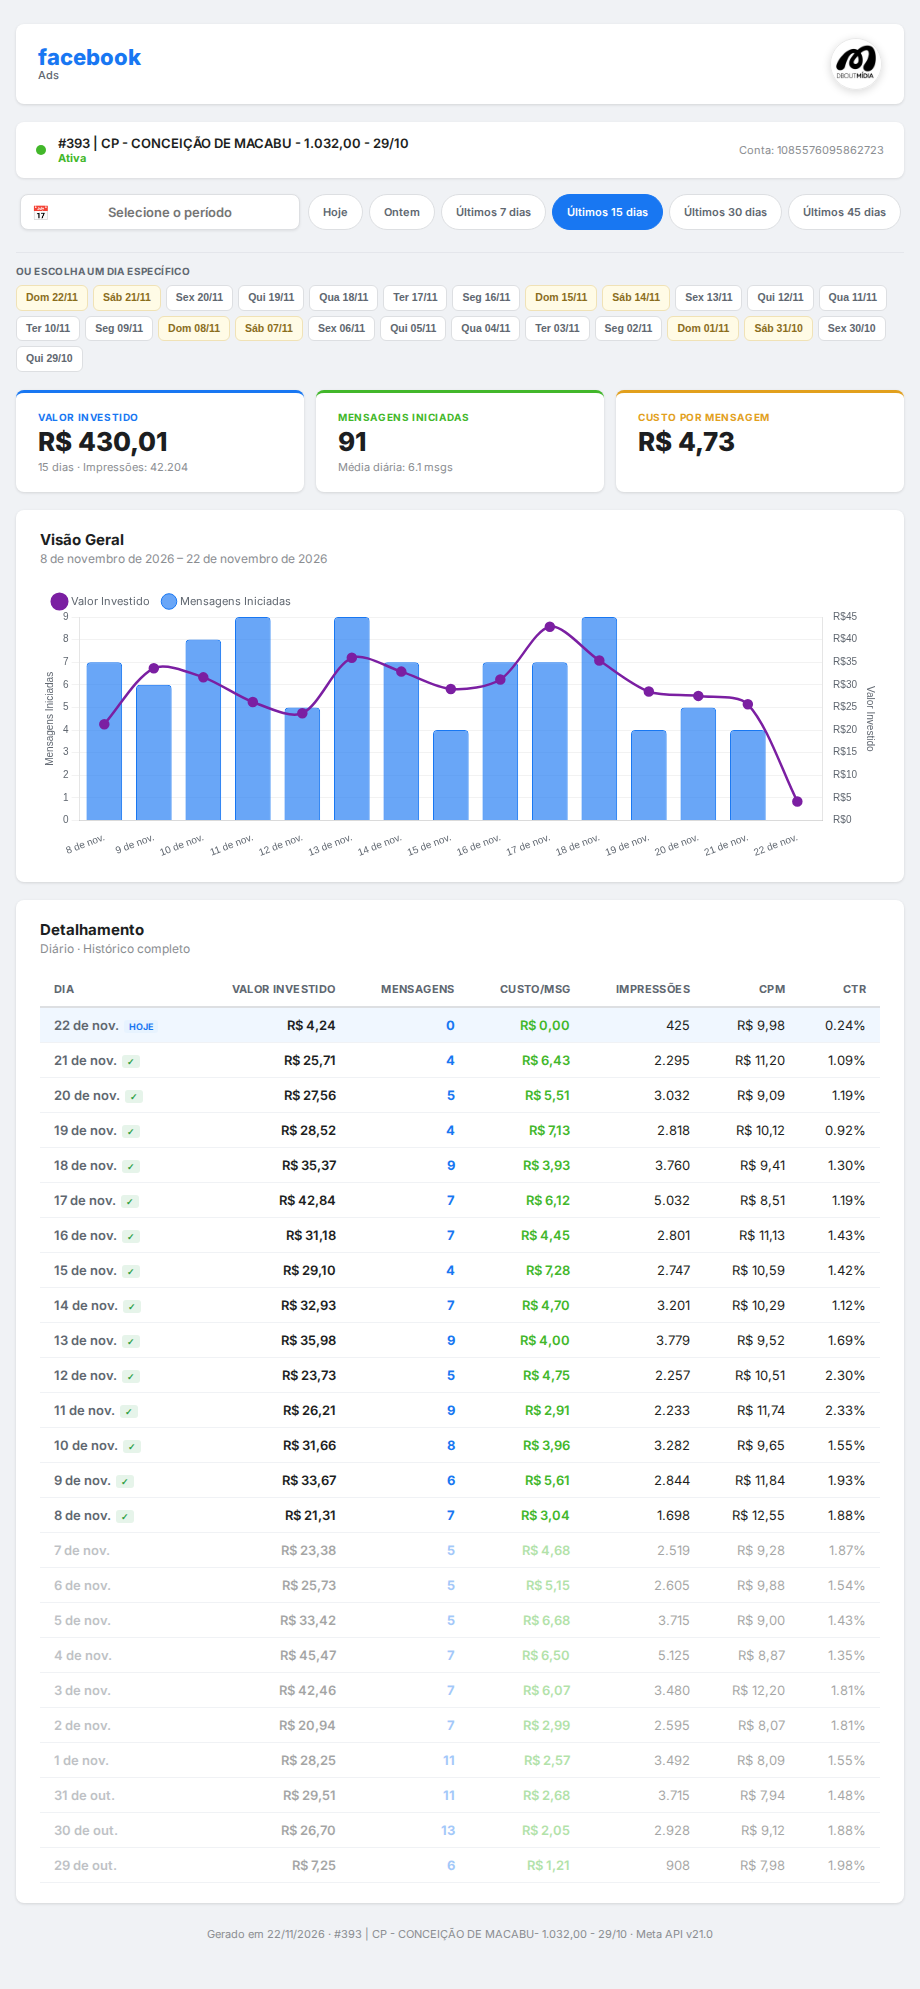 facebook
Ads
DBOUTMÍDIA
#393 | CP - CONCEIÇÃO DE MACABU - 1.032,00 - 29/10
Ativa
Conta: 1085576095862723
Selecione o período
Hoje
Ontem
Últimos 7 dias
Últimos 15 dias
Últimos 30 dias
Últimos 45 dias
OU ESCOLHA UM DIA ESPECÍFICO
Dom 22/11 Sáb 21/11 Sex 20/11 Qui 19/11 Qua 18/11 Ter 17/11 Seg 16/11 Dom 15/11 Sáb 14/11 Sex 13/11 Qui 12/11 Qua 11/11
Ter 10/11 Seg 09/11 Dom 08/11 Sáb 07/11 Sex 06/11 Qui 05/11 Qua 04/11 Ter 03/11 Seg 02/11 Dom 01/11 Sáb 31/10 Sex 30/10
Qui 29/10
VALOR INVESTIDO
R$ 430,01
15 dias · Impressões: 42.204
MENSAGENS INICIADAS
91
Média diária: 6.1 msgs
CUSTO POR MENSAGEM
R$ 4,73
Visão Geral
8 de novembro de 2026 – 22 de novembro de 2026
Valor Investido Mensagens Iniciadas
Mensagens Iniciadas
9
8
7
6
5
4
3
2
1
0
R$45
R$40
R$35
R$30
R$25
R$20
R$15
R$10
R$5
R$0
Valor Investido
8 de nov. 9 de nov. 10 de nov. 11 de nov. 12 de nov. 13 de nov. 14 de nov. 15 de nov. 16 de nov. 17 de nov. 18 de nov. 19 de nov. 20 de nov. 21 de nov. 22 de nov.
Detalhamento
Diário · Histórico completo
DIA VALOR INVESTIDO MENSAGENS CUSTO/MSG IMPRESSÕES CPM CTR
22 de nov. HOJE R$ 4,24 0 R$ 0,00 425 R$ 9,98 0.24%
21 de nov. ✓ R$ 25,71 4 R$ 6,43 2.295 R$ 11,20 1.09%
20 de nov. ✓ R$ 27,56 5 R$ 5,51 3.032 R$ 9,09 1.19%
19 de nov. ✓ R$ 28,52 4 R$ 7,13 2.818 R$ 10,12 0.92%
18 de nov. ✓ R$ 35,37 9 R$ 3,93 3.760 R$ 9,41 1.30%
17 de nov. ✓ R$ 42,84 7 R$ 6,12 5.032 R$ 8,51 1.19%
16 de nov. ✓ R$ 31,18 7 R$ 4,45 2.801 R$ 11,13 1.43%
15 de nov. ✓ R$ 29,10 4 R$ 7,28 2.747 R$ 10,59 1.42%
14 de nov. ✓ R$ 32,93 7 R$ 4,70 3.201 R$ 10,29 1.12%
13 de nov. ✓ R$ 35,98 9 R$ 4,00 3.779 R$ 9,52 1.69%
12 de nov. ✓ R$ 23,73 5 R$ 4,75 2.257 R$ 10,51 2.30%
11 de nov. ✓ R$ 26,21 9 R$ 2,91 2.233 R$ 11,74 2.33%
10 de nov. ✓ R$ 31,66 8 R$ 3,96 3.282 R$ 9,65 1.55%
9 de nov. ✓ R$ 33,67 6 R$ 5,61 2.844 R$ 11,84 1.93%
8 de nov. ✓ R$ 21,31 7 R$ 3,04 1.698 R$ 12,55 1.88%
7 de nov. R$ 23,38 5 R$ 4,68 2.519 R$ 9,28 1.87%
6 de nov. R$ 25,73 5 R$ 5,15 2.605 R$ 9,88 1.54%
5 de nov. R$ 33,42 5 R$ 6,68 3.715 R$ 9,00 1.43%
4 de nov. R$ 45,47 7 R$ 6,50 5.125 R$ 8,87 1.35%
3 de nov. R$ 42,46 7 R$ 6,07 3.480 R$ 12,20 1.81%
2 de nov. R$ 20,94 7 R$ 2,99 2.595 R$ 8,07 1.81%
1 de nov. R$ 28,25 11 R$ 2,57 3.492 R$ 8,09 1.55%
31 de out. R$ 29,51 11 R$ 2,68 3.715 R$ 7,94 1.48%
30 de out. R$ 26,70 13 R$ 2,05 2.928 R$ 9,12 1.88%
29 de out. R$ 7,25 6 R$ 1,21 908 R$ 7,98 1.98%
Gerado em 22/11/2026 · #393 | CP - CONCEIÇÃO DE MACABU- 1.032,00 - 29/10 · Meta API v21.0